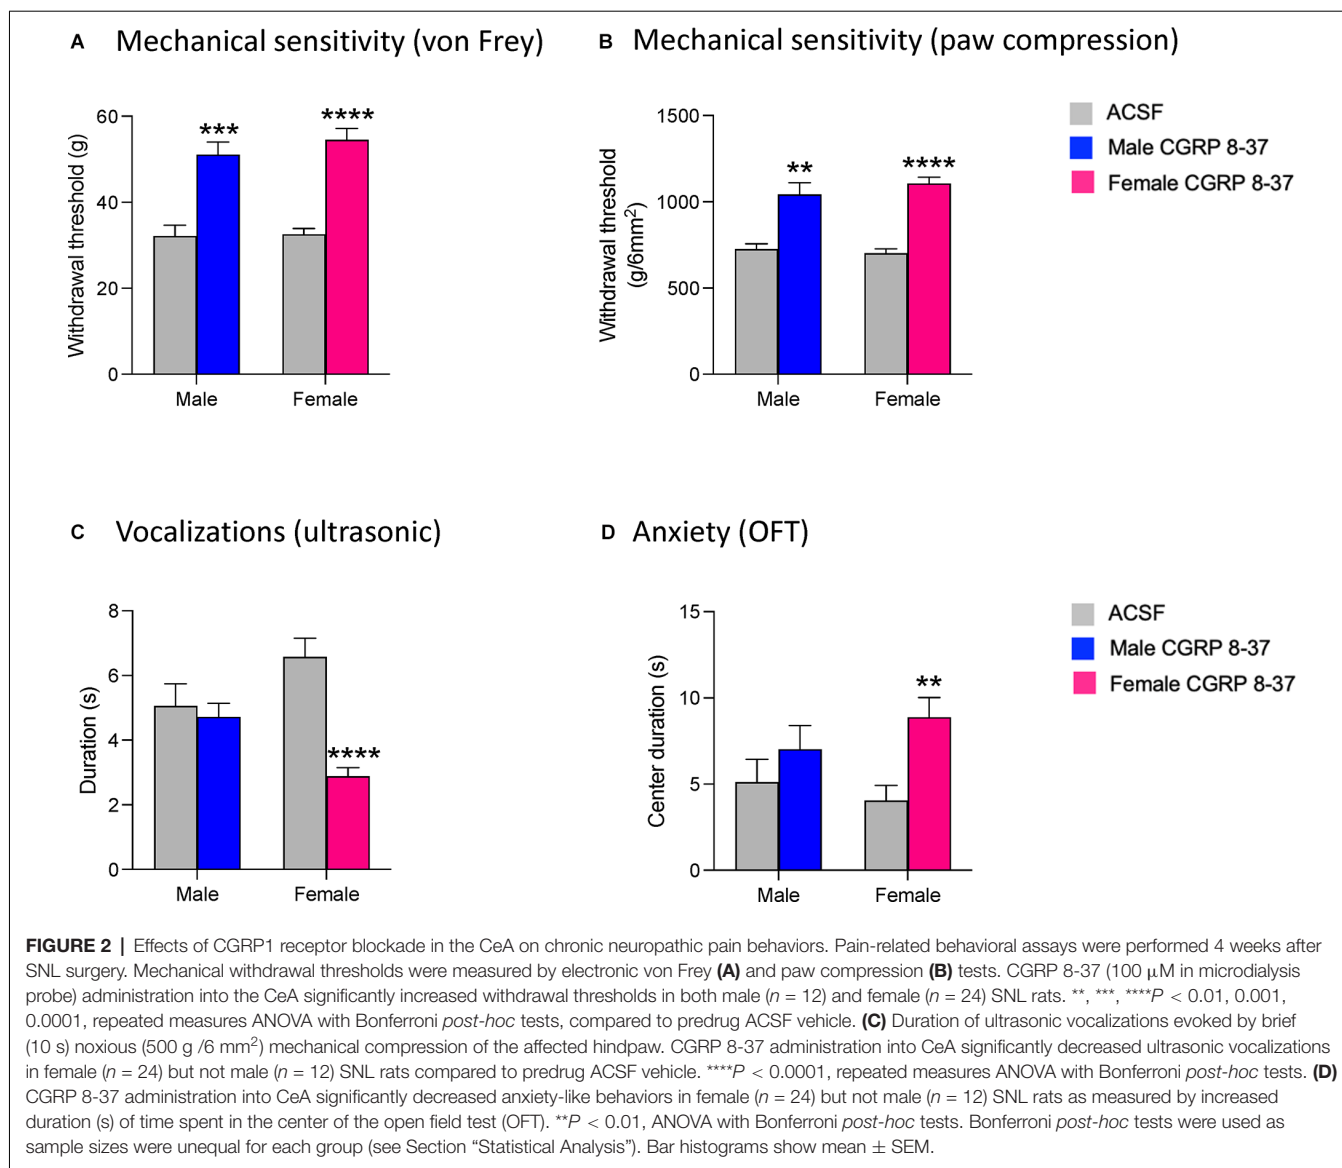 A Mechanical sensitivity (von Frey)
B Mechanical sensitivity (paw compression)
Withdrawal threshold (g)
60
40
20
0
***
****
Male
Female
Withdrawal threshold
(g/6mm²)
1500
1000
500
0
**
****
Male
Female
ACSF
Male CGRP 8-37
Female CGRP 8-37
C Vocalizations (ultrasonic)
D Anxiety (OFT)
Duration (s)
8
6
4
2
0
****
Male
Female
Center duration (s)
15
10
5
0
**
Male
Female
ACSF
Male CGRP 8-37
Female CGRP 8-37
FIGURE 2 | Effects of CGRP1 receptor blockade in the CeA on chronic neuropathic pain behaviors. Pain-related behavioral assays were performed 4 weeks after
SNL surgery. Mechanical withdrawal thresholds were measured by electronic von Frey (A) and paw compression (B) tests. CGRP 8-37 (100 μM in microdialysis
probe) administration into the CeA significantly increased withdrawal thresholds in both male (n = 12) and female (n = 24) SNL rats. **, ***, ****P < 0.01, 0.001,
0.0001, repeated measures ANOVA with Bonferroni post-hoc tests, compared to predrug ACSF vehicle. (C) Duration of ultrasonic vocalizations evoked by brief
(10 s) noxious (500 g /6 mm²) mechanical compression of the affected hindpaw. CGRP 8-37 administration into CeA significantly decreased ultrasonic vocalizations
in female (n = 24) but not male (n = 12) SNL rats compared to predrug ACSF vehicle. ****P < 0.0001, repeated measures ANOVA with Bonferroni post-hoc tests. (D)
CGRP 8-37 administration into CeA significantly decreased anxiety-like behaviors in female (n = 24) but not male (n = 12) SNL rats as measured by increased
duration (s) of time spent in the center of the open field test (OFT). **P < 0.01, ANOVA with Bonferroni post-hoc tests. Bonferroni post-hoc tests were used as
sample sizes were unequal for each group (see Section “Statistical Analysis”). Bar histograms show mean ± SEM.